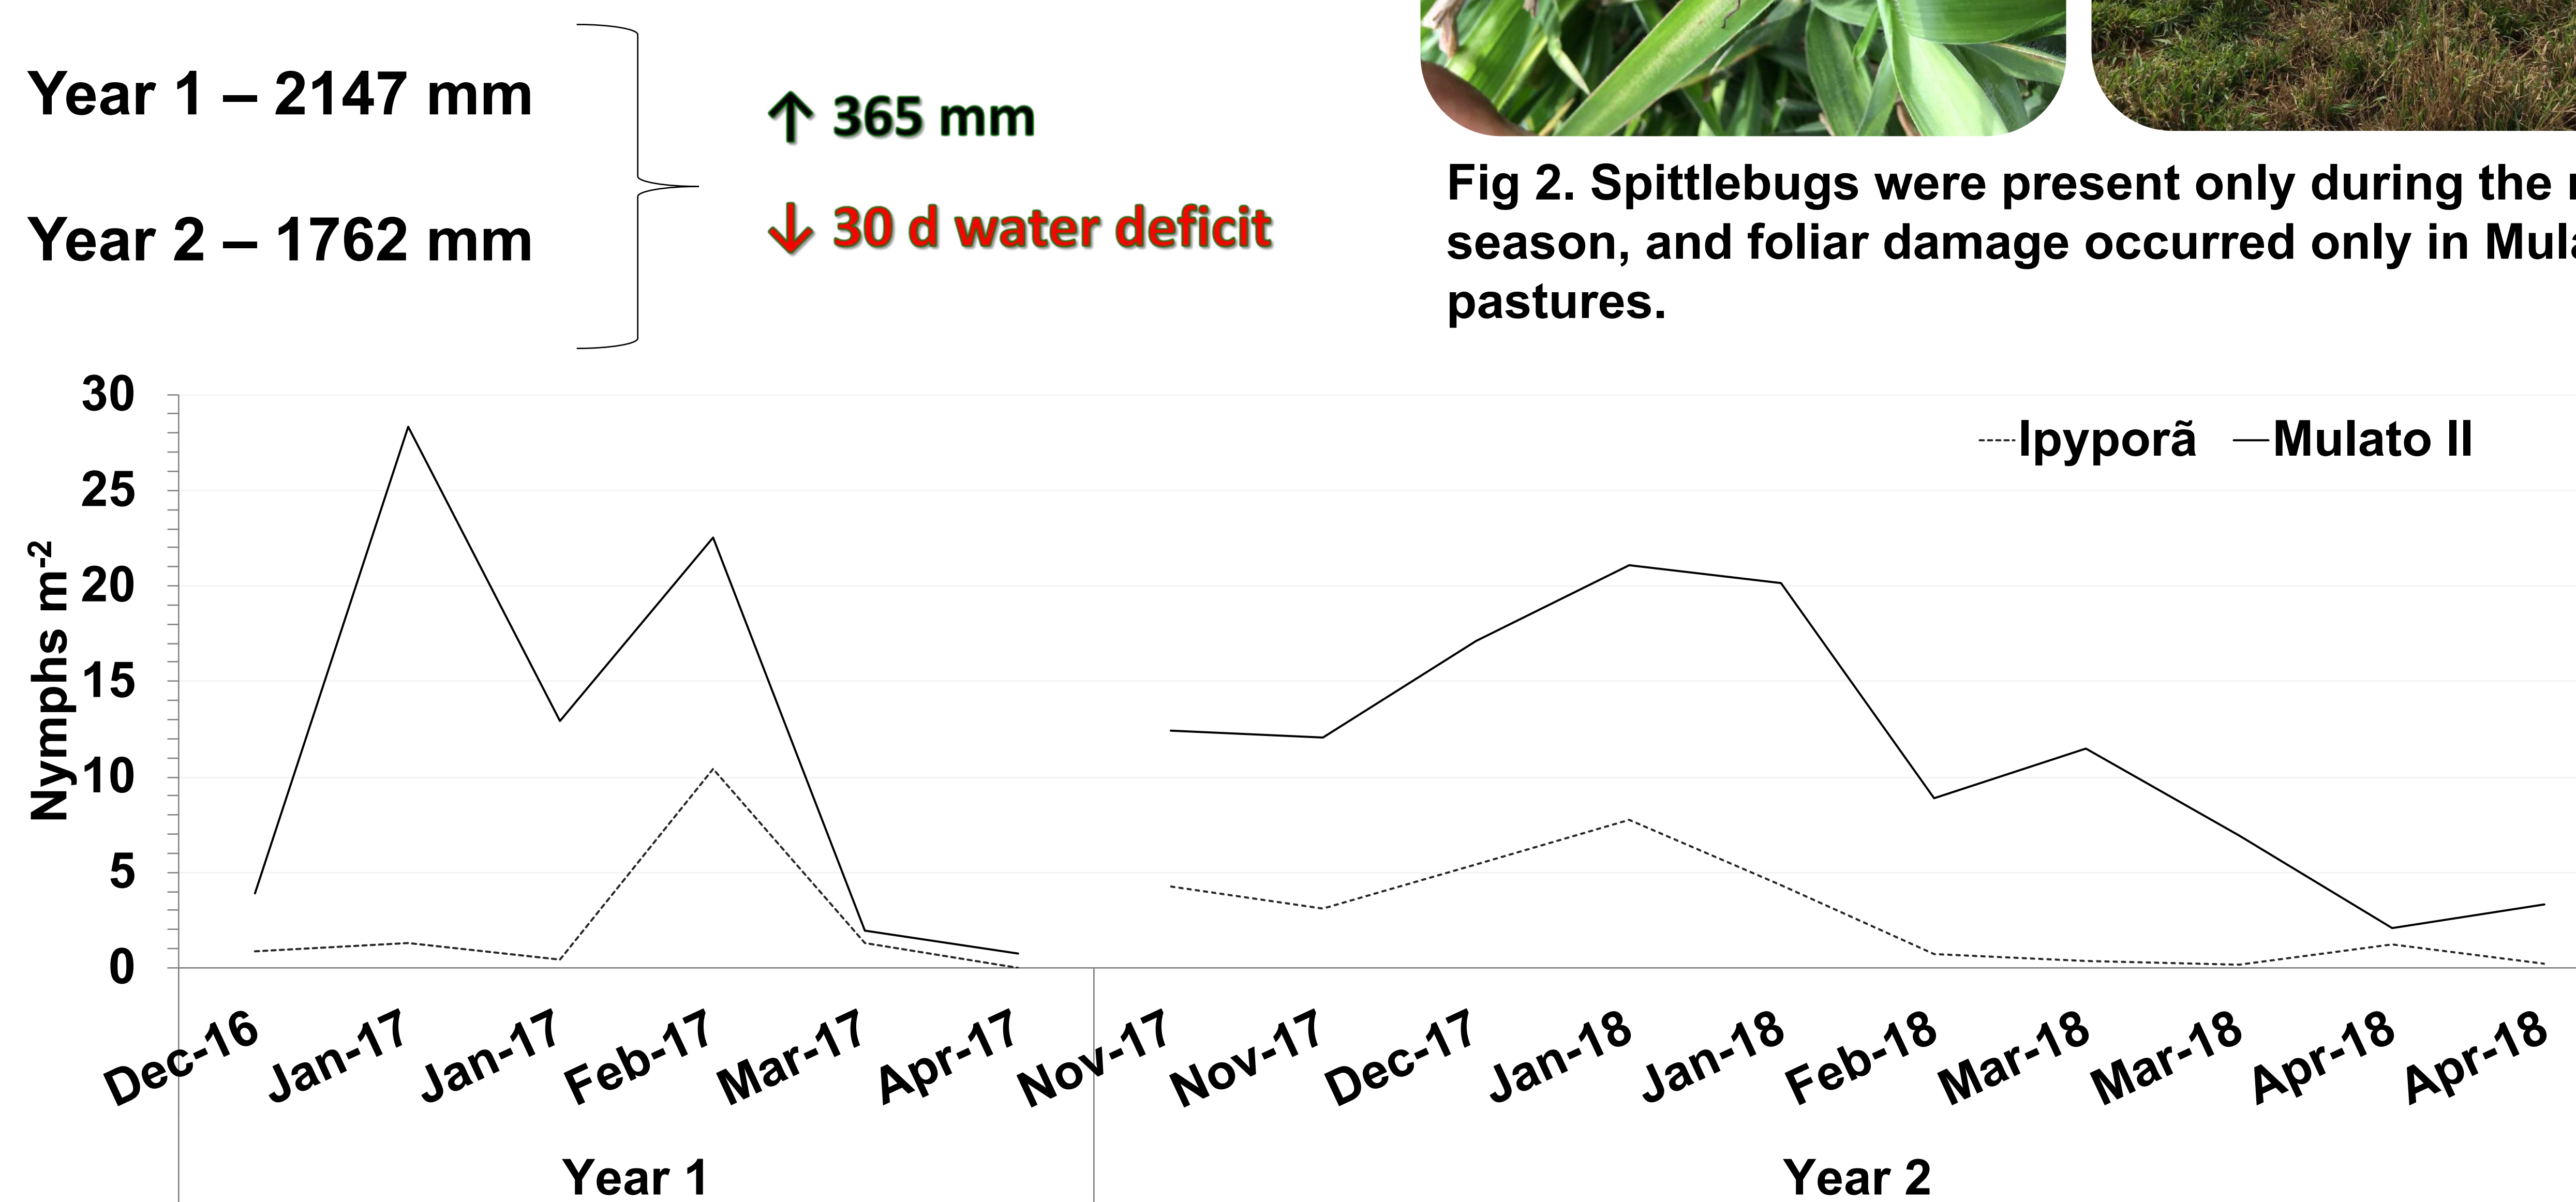 Year 1 – 2147 mm
Year 2 – 1762 mm
↑ 365 mm
↓ 30 d water deficit
Fig 2. Spittlebugs were present only during the
season, and foliar damage occurred only in
pastures.
30
25
20
15
10
5
0
Nymphs m-2
Ipyporã
Mulato II
Dec-16
Jan-17
Jan-17
Feb-17
Mar-17
Apr-17
Nov-17
Nov-17
Dec-17
Jan-18
Jan-18
Feb-18
Mar-18
Mar-18
Apr-18
Apr-18
Year 1
Year 2